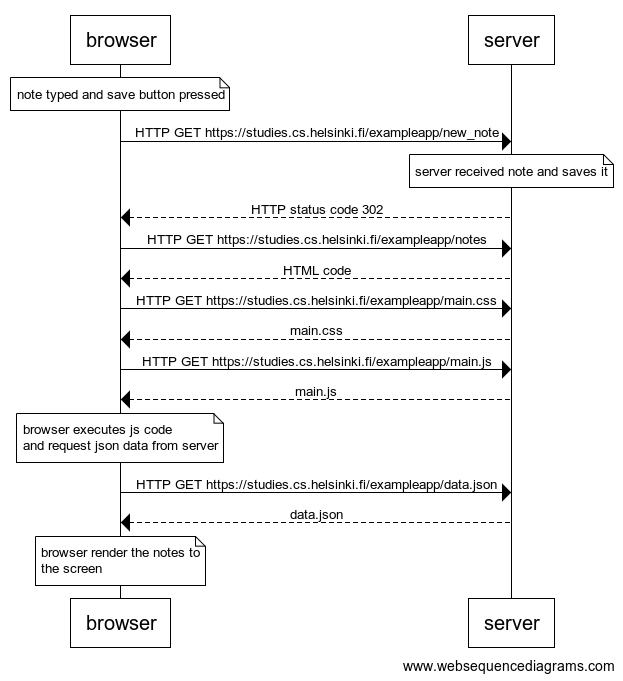 browser
server
note typed and save button pressed
HTTP GET https://studies.cs.helsinki.fi/exampleapp/new_note
server received note and saves it
HTTP status code 302
HTTP GET https://studies.cs.helsinki.fi/exampleapp/notes
HTML code
HTTP GET https://studies.cs.helsinki.fi/exampleapp/main.css
main.css
HTTP GET https://studies.cs.helsinki.fi/exampleapp/main.js
main.js
browser executes js code
and request json data from server
HTTP GET https://studies.cs.helsinki.fi/exampleapp/data.json
data.json
browser render the notes to
the screen
browser
server
www.websequencediagrams.com